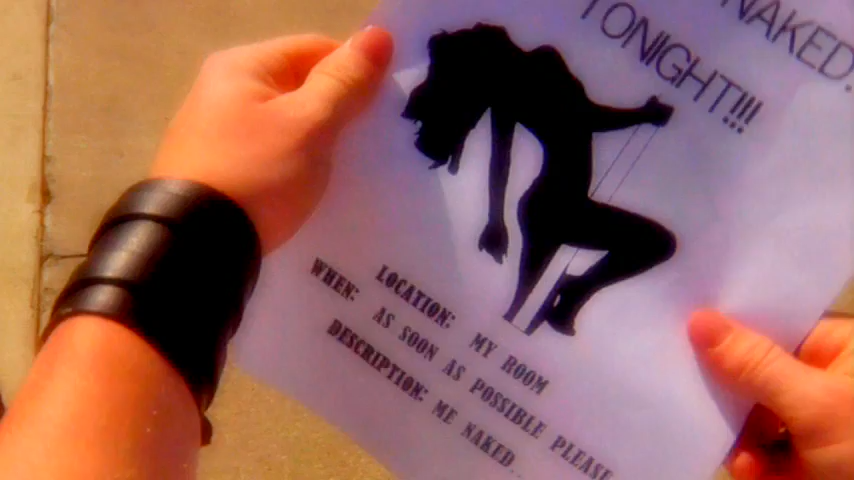 NAKED.
TONIGHT!!!
LOCATION: MY ROOM
WHEN: AS SOON AS POSSIBLE PLEASE
DESCRIPTION: ME NAKED...